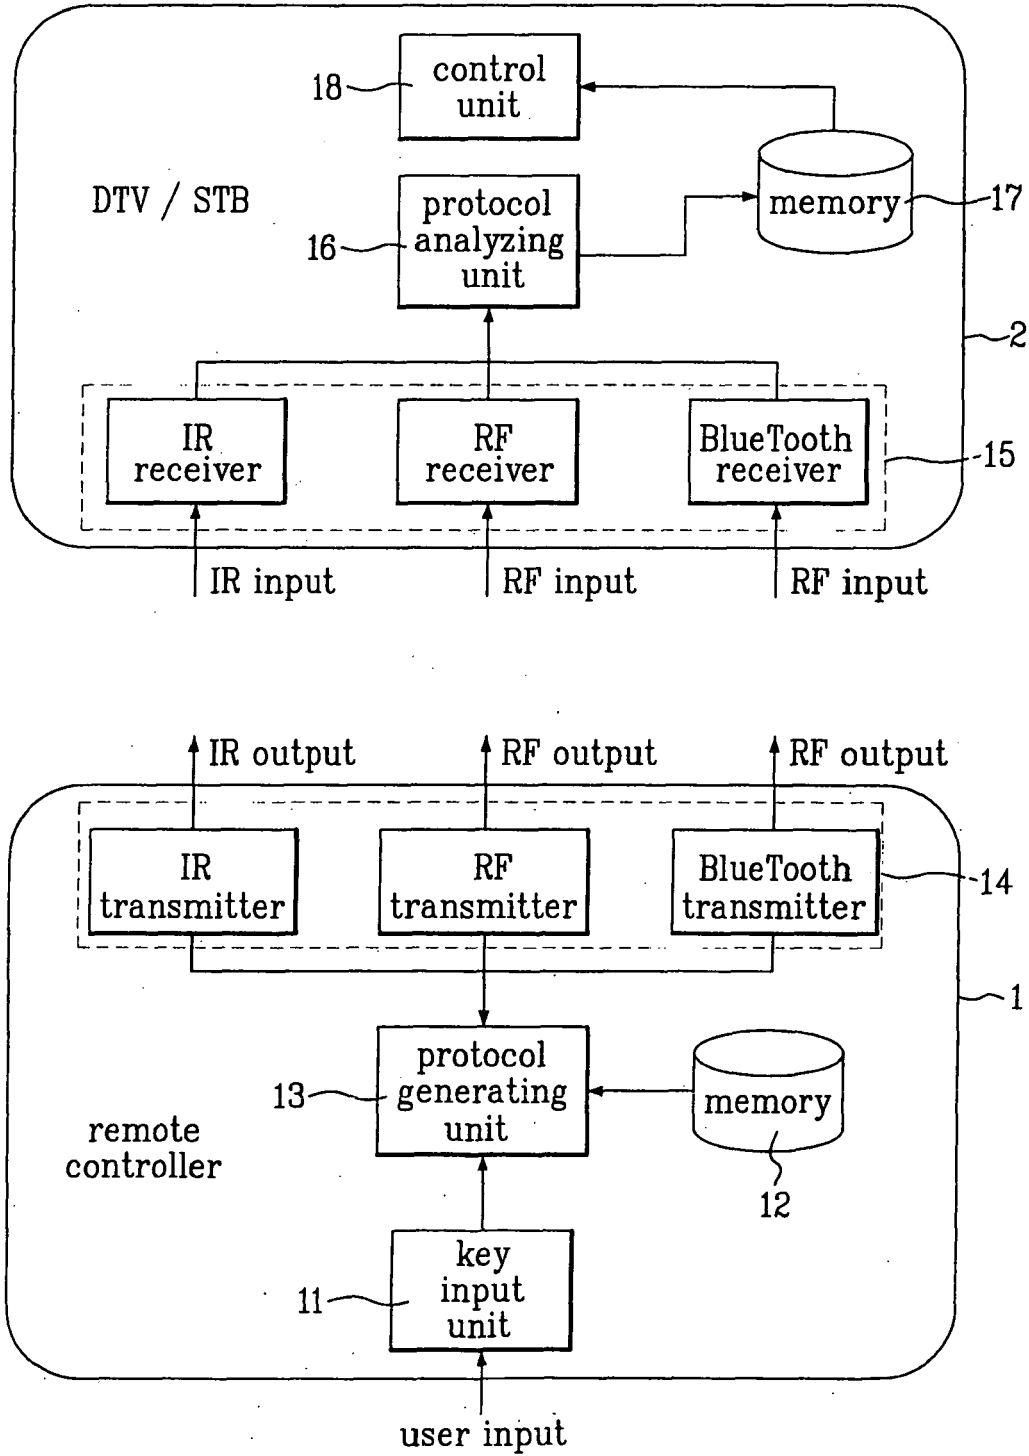 control
unit
18
DTV / STB
protocol
analyzing
unit
16
memory
17
2
IR
receiver
RF
receiver
BlueTooth
receiver
15
IR input
RF input
RF input
IR output
RF output
RF output
IR
transmitter
RF
transmitter
BlueTooth
transmitter
14
1
protocol
generating
unit
13
memory
12
remote
controller
key
input
unit
11
user input